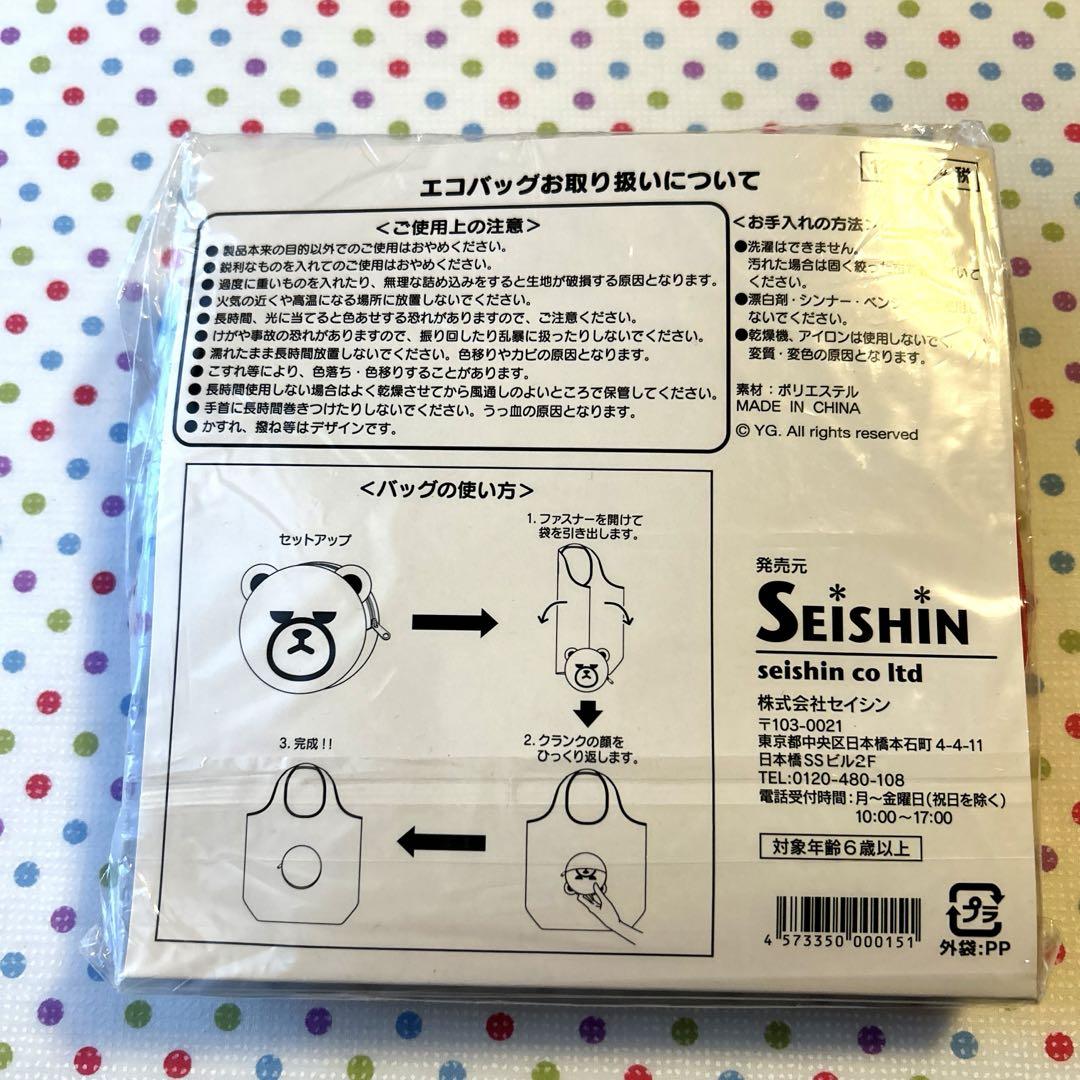 エコバッグお取り扱いについて
税
＜ご使用上の注意＞
●製品本来の目的以外でのご使用はおやめください。
●鋭利なものを入れてのご使用はおやめください。
●過度に重いものを入れたり、無理な詰め込みをすると生地が破損する原因となります。
●火気の近くや高温になる場所に放置しないでください。
●長時間、光に当てると色あせする恐れがありますので、ご注意ください。
●けがや事故の恐れがありますので、振り回したり乱暴に扱ったりしないでください。
●濡れたまま長時間放置しないでください。色移りやカビの原因となります。
●こすれ等により、色落ち・色移りすることがあります。
●長時間使用しない場合はよく乾燥させてから風通しのよいところで保管してください。
●手首に長時間巻きつけたりしないでください。うっ血の原因となります。
●かすれ、撥ね等はデザインです。
＜お手入れの方法＞
●洗濯はできません。
汚れた場合は固く絞った
ください。
●漂白剤・シンナー・ベン
ないでください。
●乾燥機、アイロンは使用しないで
変質・変色の原因となります。
素材：ポリエステル
MADE IN CHINA
© YG. All rights reserved
＜バッグの使い方＞
セットアップ
1. ファスナーを開けて
袋を引き出します。
2. クランクの顔を
ひっくり返します。
3. 完成!!
発売元
SEISHIN
seishin co ltd
株式会社セイシン
〒103-0021
東京都中央区日本橋本石町 4-4-11
日本橋SSビル2F
TEL:0120-480-108
電話受付時間：月～金曜日(祝日を除く)
10:00～17:00
対象年齢6歳以上
4 573350 000151
プラ
外袋:PP